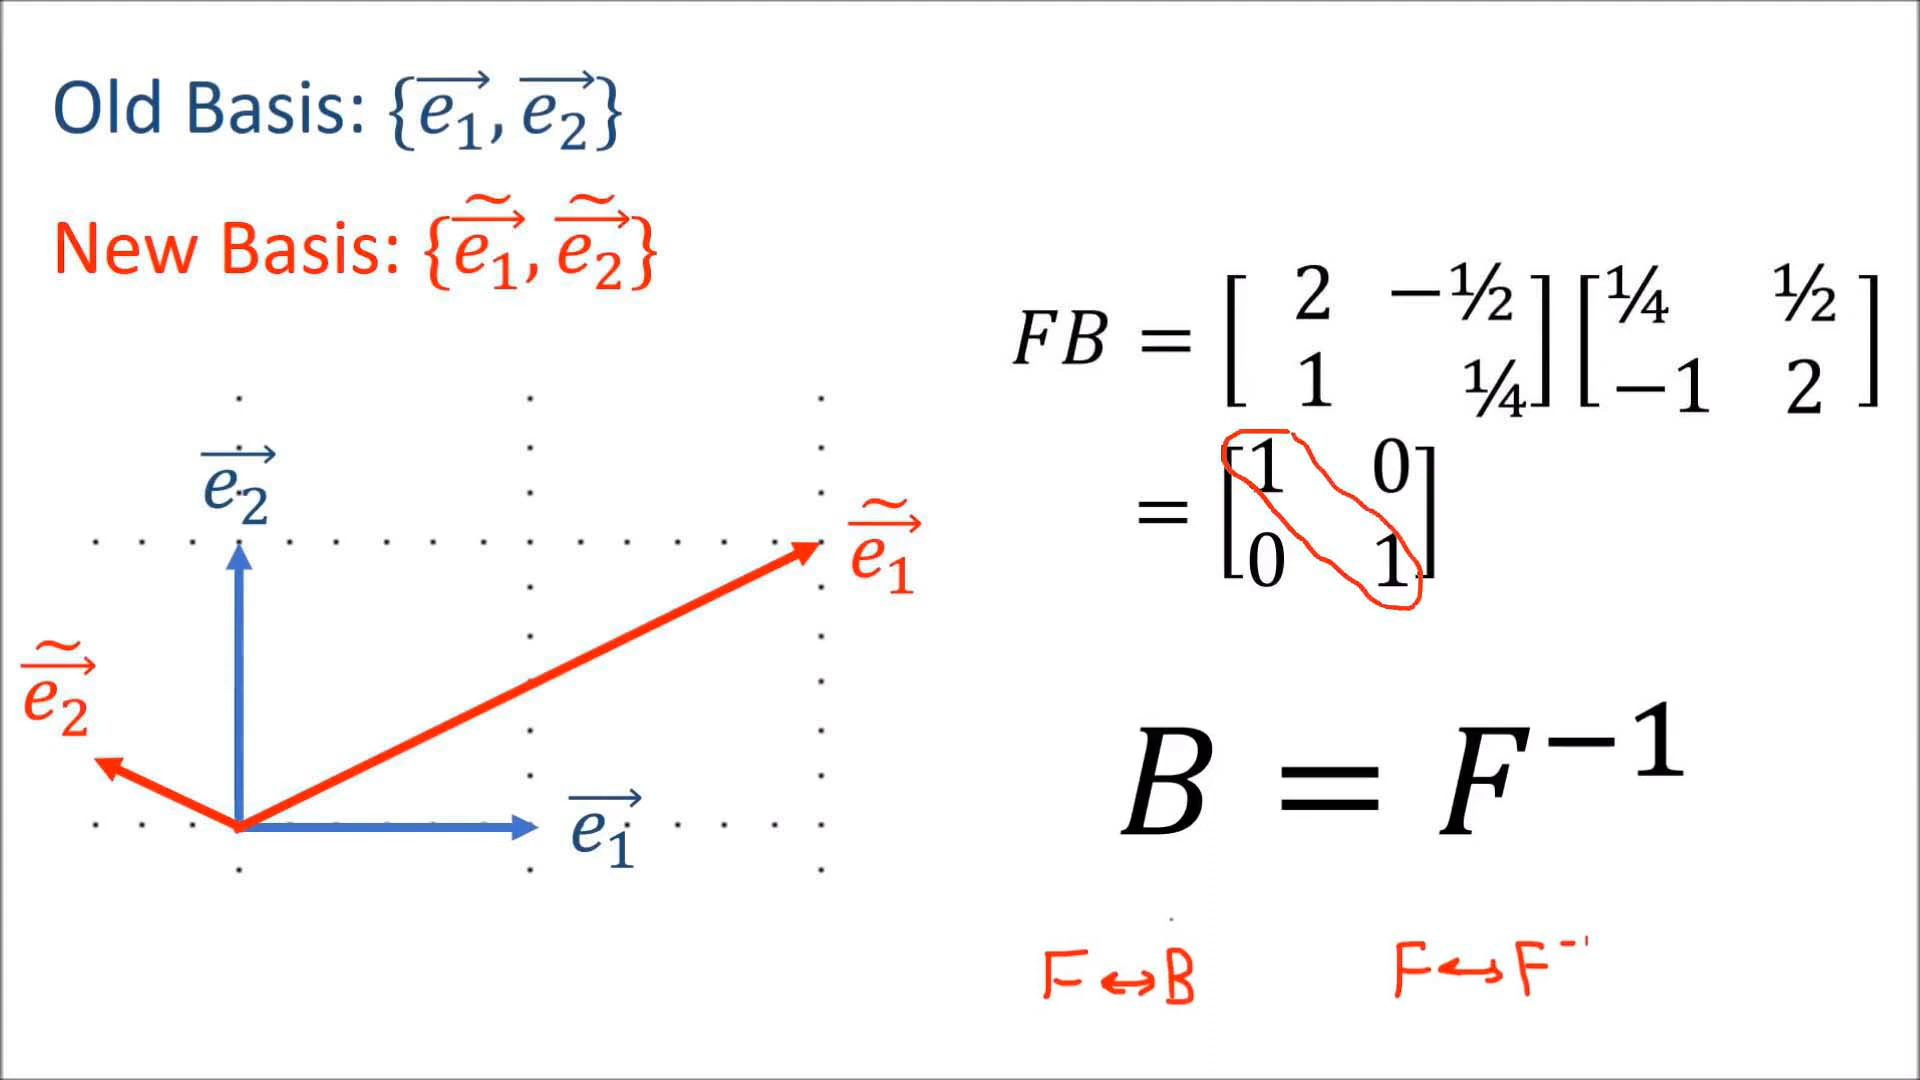 Old Basis: {e₁⃗, e₂⃗}
New Basis: {ẽ₁⃗, ẽ₂⃗}
FB = [2 −½ 1 ¼] [¼ ½ −1 2]
= [1 0 0 1]
e₂⃗
ẽ₁⃗
ẽ₂⃗
e₁⃗
B = F⁻¹
F↔B F↔F⁻¹